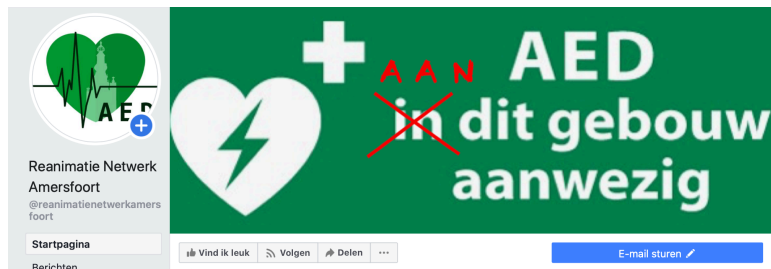 AED
Reanimatie Netwerk
Amersfoort
@reanimatienetwerkamers
foort
Startpagina
Berichten
AAN
AED
in dit gebouw
aanwezig
Vind ik leuk
Volgen
Delen
...
E-mail sturen